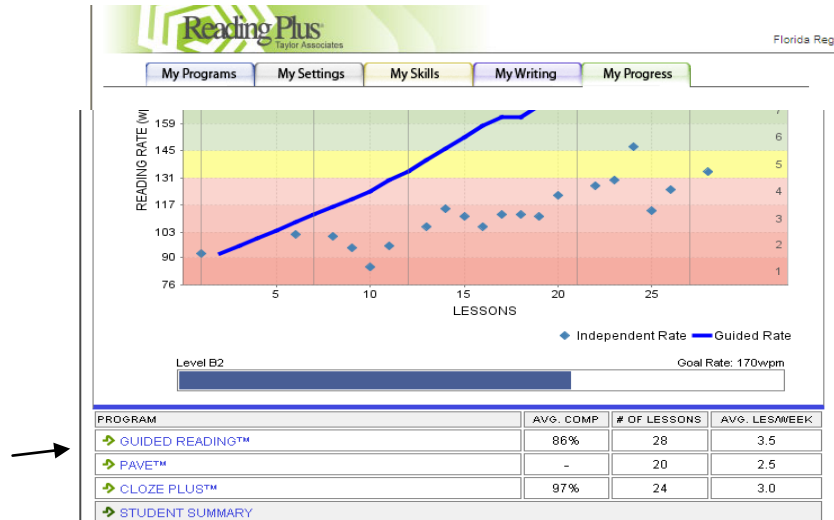 Reading Plus®
Taylor Associates
Florida Reg
My Programs My Settings My Skills My Writing My Progress
READING RATE (w
159
145
131
117
103
90
76
7
6
5
4
3
2
1
5 10 15 20 25
LESSONS
Independent Rate Guided Rate
Level B2 Goal Rate: 170wpm
PROGRAM AVG. COMP # OF LESSONS AVG. LES/WEEK
GUIDED READING™ 86% 28 3.5
PAVE™ - 20 2.5
CLOZE PLUS™ 97% 24 3.0
STUDENT SUMMARY